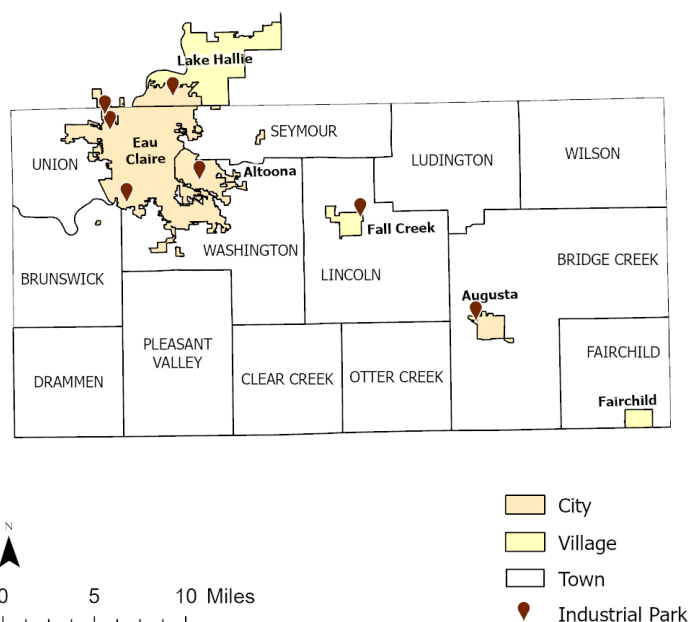 Lake Hallie
SEYMOUR
Eau
Claire
UNION
Altoona
LUDINGTON
WILSON
Fall Creek
WASHINGTON
BRUNSWICK
LINCOLN
BRIDGE CREEK
Augusta
PLEASANT
VALLEY
DRAMMEN
CLEAR CREEK
OTTER CREEK
FAIRCHILD
Fairchild
City
Village
Town
Industrial Park
N
0 5 10 Miles